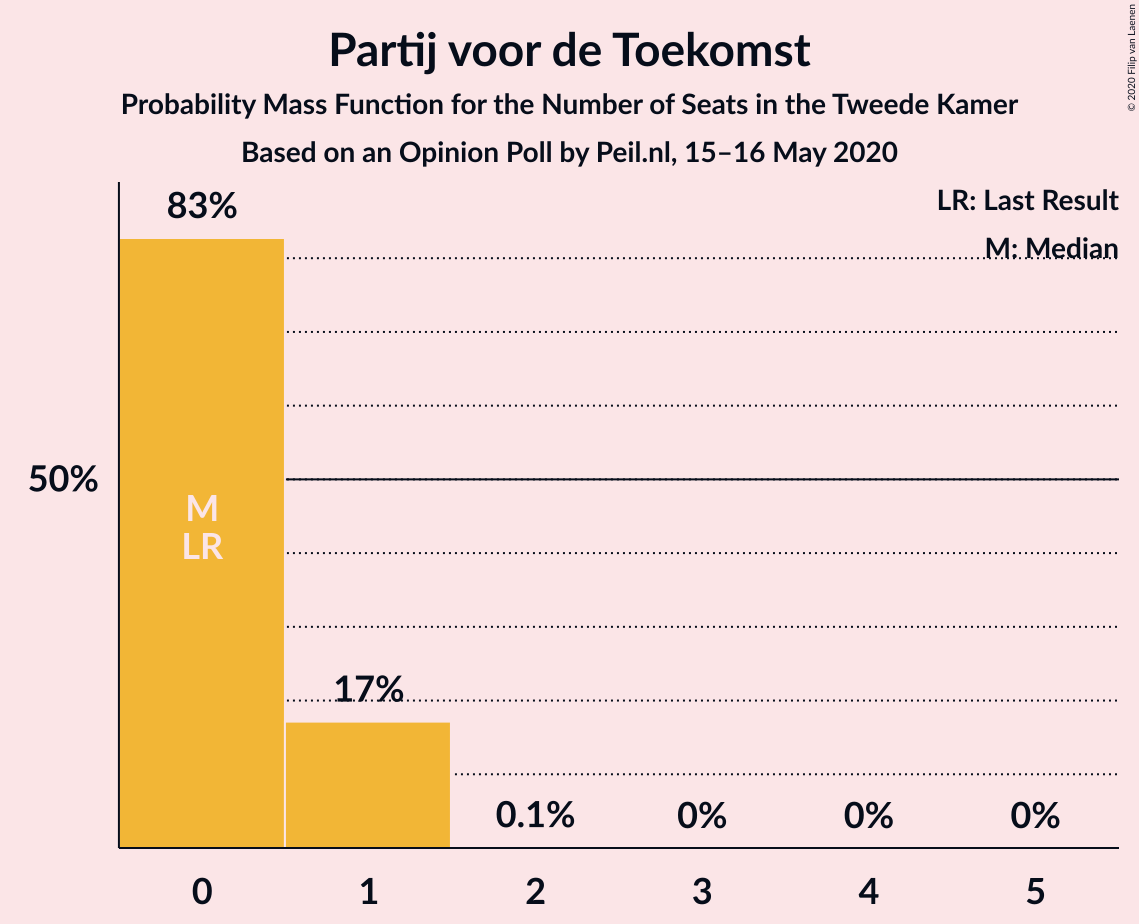 Partij voor de Toekomst
Probability Mass Function for the Number of Seats in the Tweede Kamer
Based on an Opinion Poll by Peil.nl, 15–16 May 2020
© 2020 Filip van Laenen
LR: Last Result
M: Median
83%
50%
M
LR
17%
0.1%
0%
0%
0%
0
1
2
3
4
5